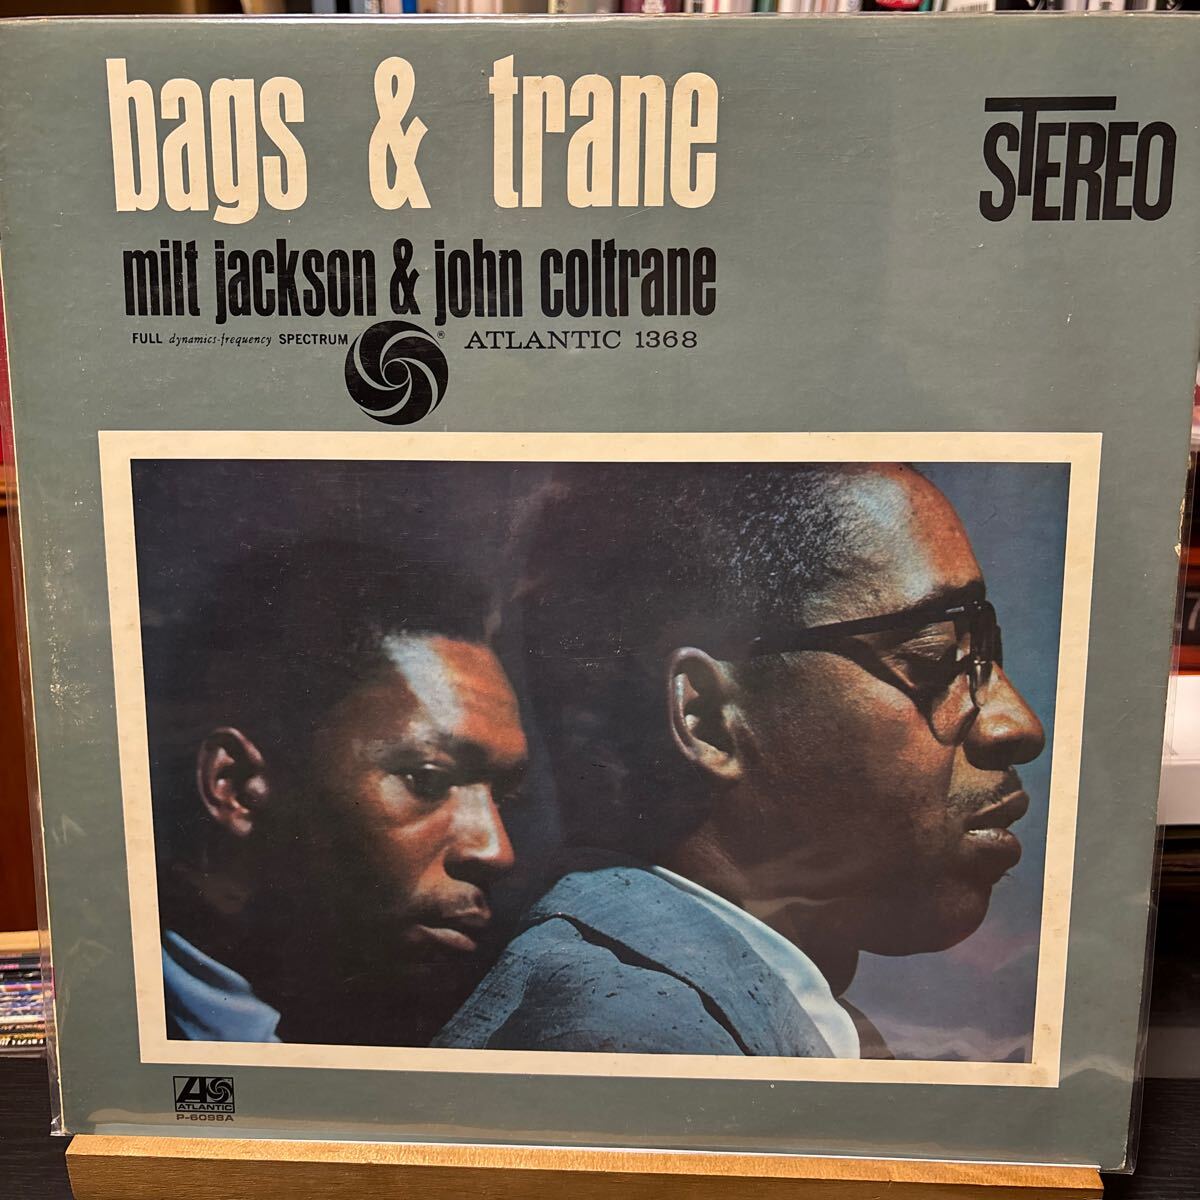 bags & trane
STEREO
milt jackson & john coltrane
FULL dynamics-frequency SPECTRUM ® ATLANTIC 1368
ATLANTIC
P-6098A